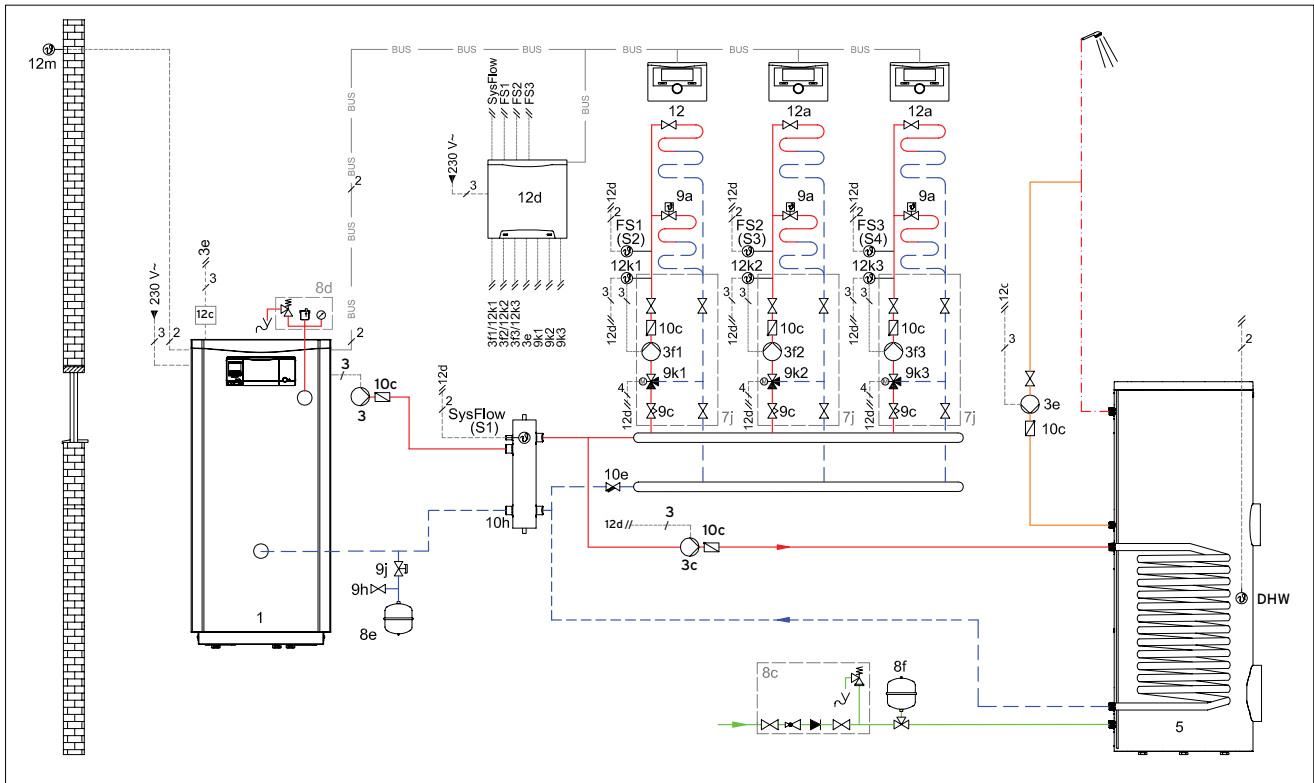 BUS BUS BUS BUS BUS
12m
SysFlow
FS1
FS2
FS3
BUS
BUS
BUS
BUS
2
2
230 V~
3
12d
3f1/12k1
3f2/12k2
3f3/12k3
3e
9k1
9k2
9k3
12 12a 12a
9a 9a 9a
12d 12d 12d
2 2 2
FS1
(S2)
FS2
(S3)
FS3
(S4)
12k1 12k2 12k3
3 3 3 3 3 3
12d 12d 12d
10c 10c 10c
3f1 3f2 3f3
9k1 9k2 9k3
M M M
4 4 4
12d 12d 12d
9c 9c 9c
7j 7j 7j
3e
3
12c
230 V~
3
2
8d
3
3
10c
12d
2
SysFlow
(S1)
10h
10e
12d
3
3c
10c
9j
9h
8e
1
12c
3
3e
10c
2
DHW
8c
8f
5